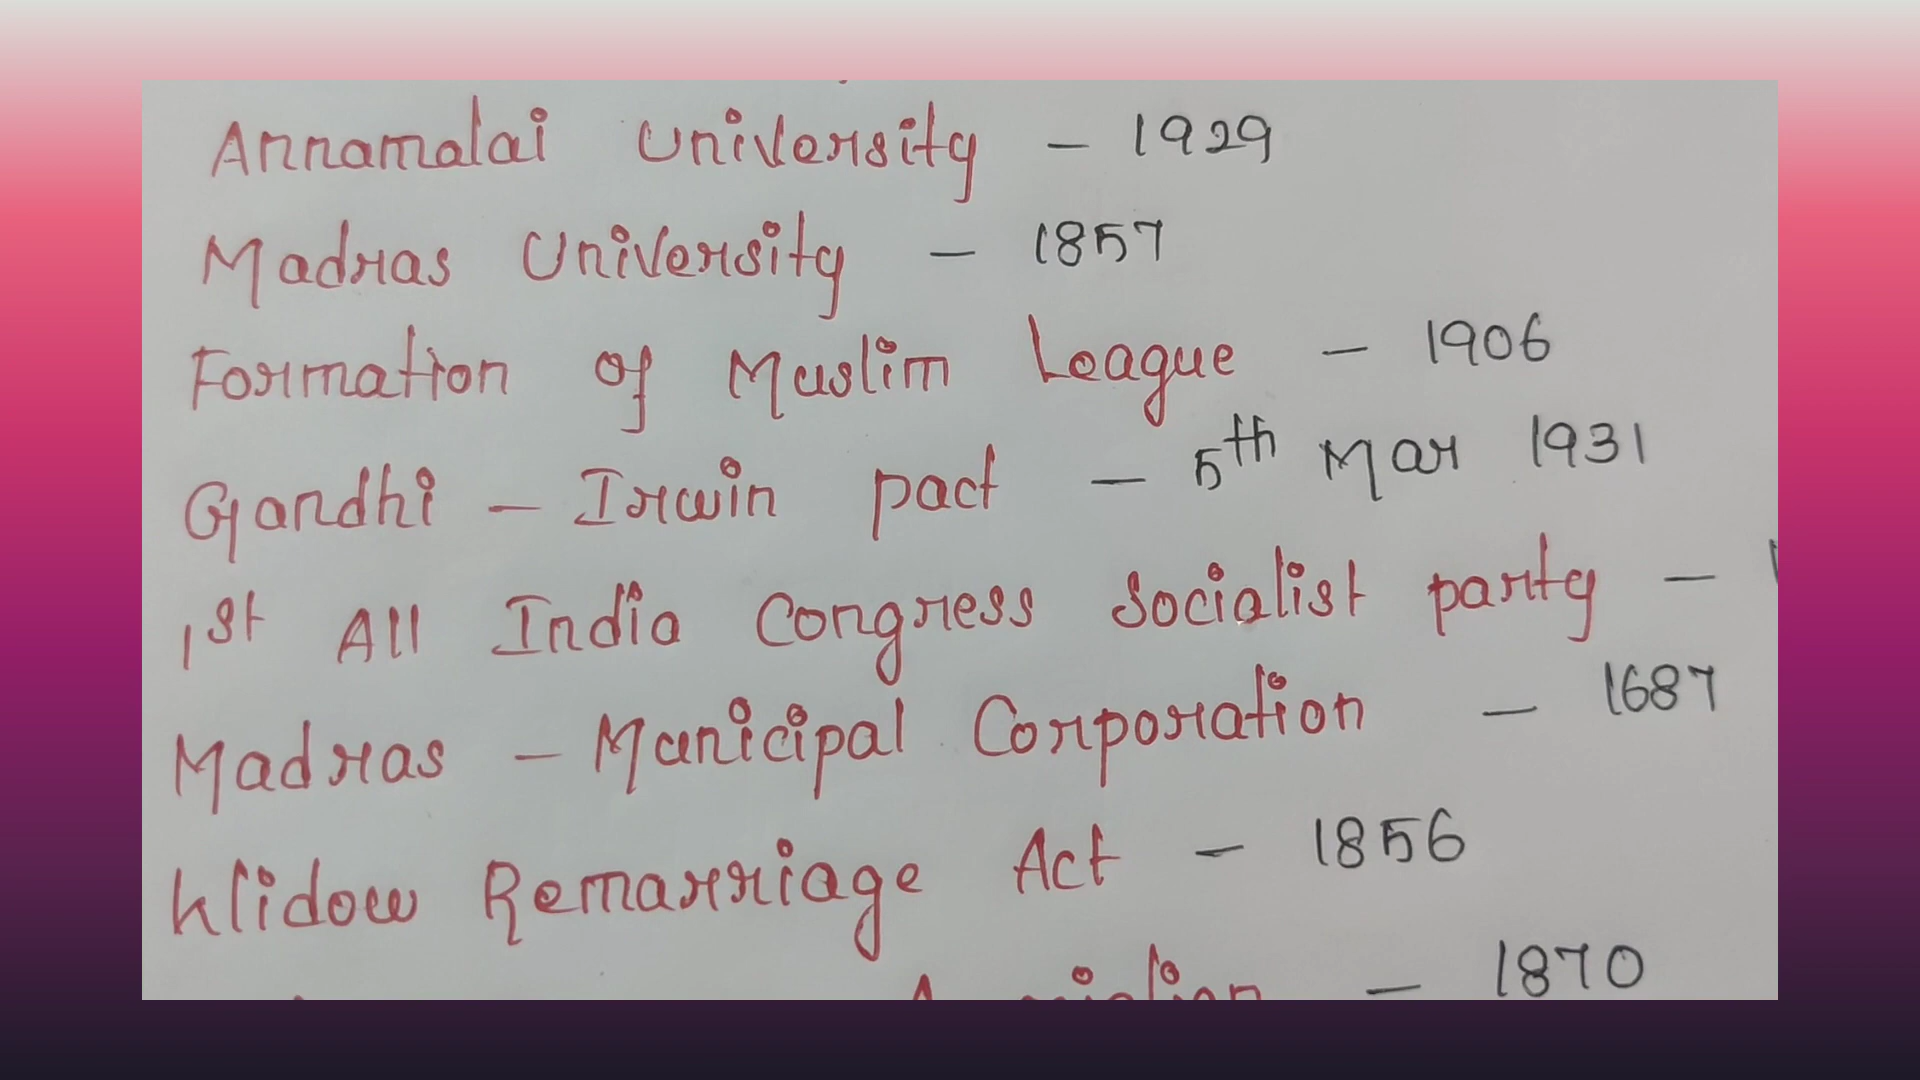 Annamalai University - 1929
Madras University - 1857
Formation of Muslim League - 1906
Gandhi - Irwin pact - 5th Mar 1931
1st All India Congress Socialist party -
Madras - Municipal Corporation - 1687
Widow Remarriage Act - 1856
- 1870